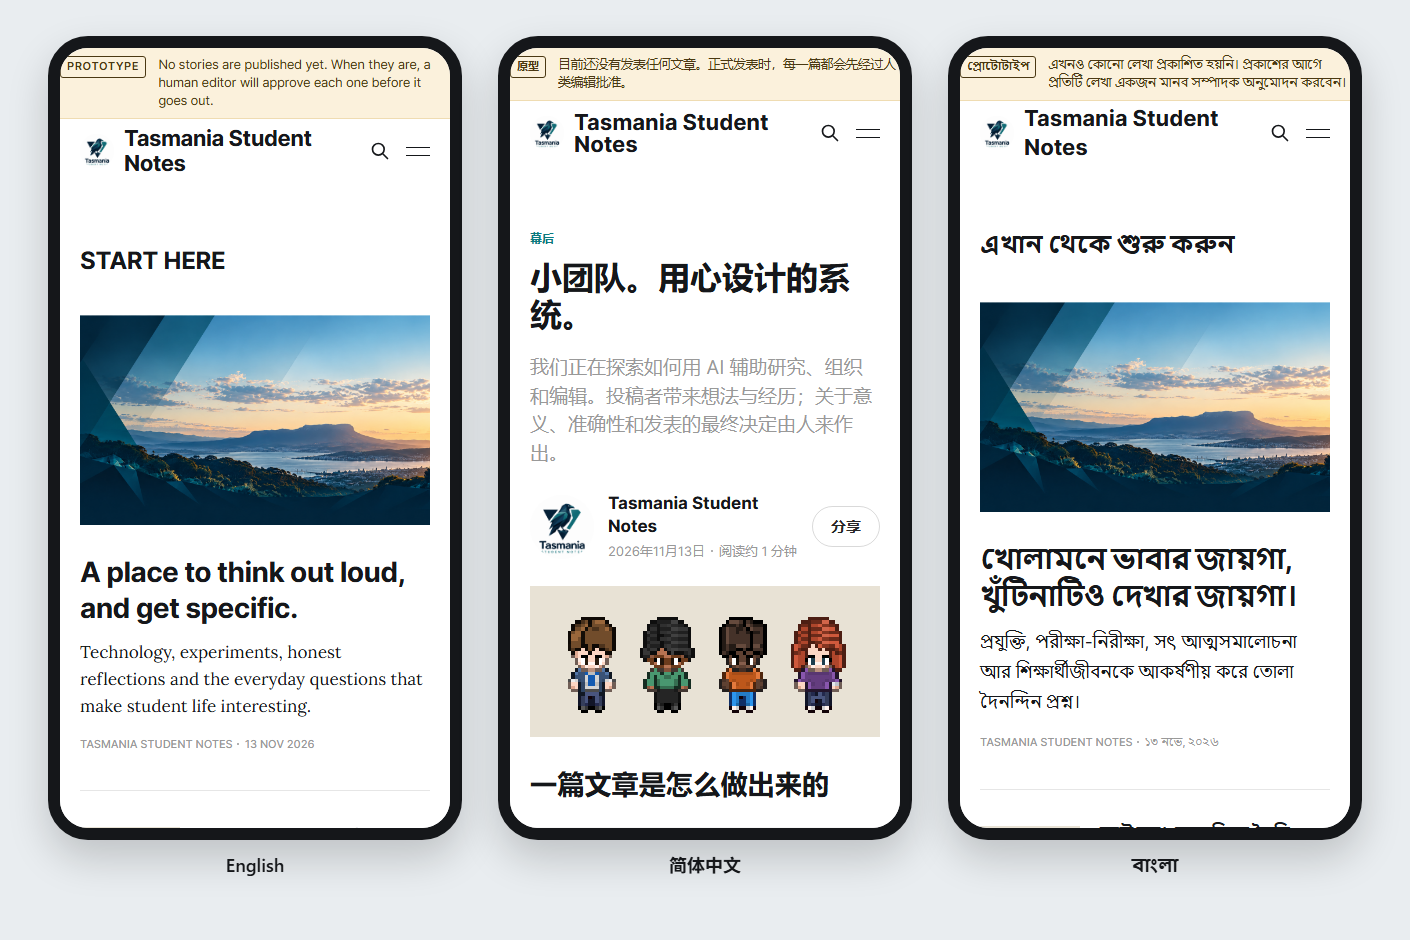 PROTOTYPE
No stories are published yet. When they are, a
human editor will approve each one before it
goes out.
Tasmania
Tasmania Student
Notes
START HERE
A place to think out loud,
and get specific.
Technology, experiments, honest
reflections and the everyday questions that
make student life interesting.
TASMANIA STUDENT NOTES · 13 NOV 2026
English
原型
目前还没有发表任何文章。正式发表时，每一篇都会先经过人
类编辑批准。
Tasmania
Tasmania Student
Notes
幕后
小团队。用心设计的系
统。
我们正在探索如何用 AI 辅助研究、组织
和编辑。投稿者带来想法与经历；关于意
义、准确性和发表的最终决定由人来作
出。
Tasmania
STUDENT NOTES
Tasmania Student
Notes
2026年11月13日 · 阅读约 1 分钟
分享
一篇文章是怎么做出来的
简体中文
প্রোটোটাইপ
এখনও কোনো লেখা প্রকাশিত হয়নি। প্রকাশের আগে
প্রতিটি লেখা একজন মানব সম্পাদক অনুমোদন করবেন।
Tasmania
Tasmania Student
Notes
এখান থেকে শুরু করুন
খোলামনে ভাবার জায়গা,
খুঁটিনাটিও দেখার জায়গা।
প্রযুক্তি, পরীক্ষা-নিরীক্ষা, সৎ আত্মসমালোচনা
আর শিক্ষার্থীজীবনকে আকর্ষণীয় করে তোলা
দৈনন্দিন প্রশ্ন।
TASMANIA STUDENT NOTES · ১৩ নভে, ২০২৬
বাংলা